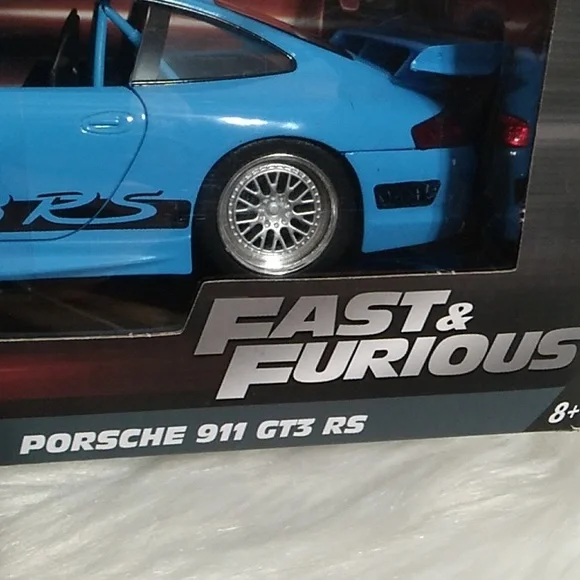 RS
FAST &
FURIOUS
PORSCHE 911 GT3 RS
8+